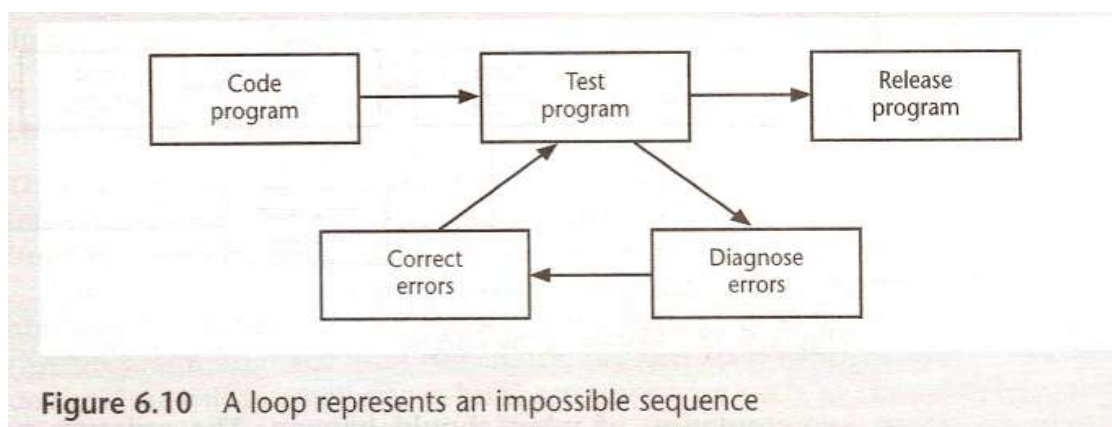 Code
program
Test
program
Release
program
Correct
errors
Diagnose
errors
Figure 6.10 A loop represents an impossible sequence